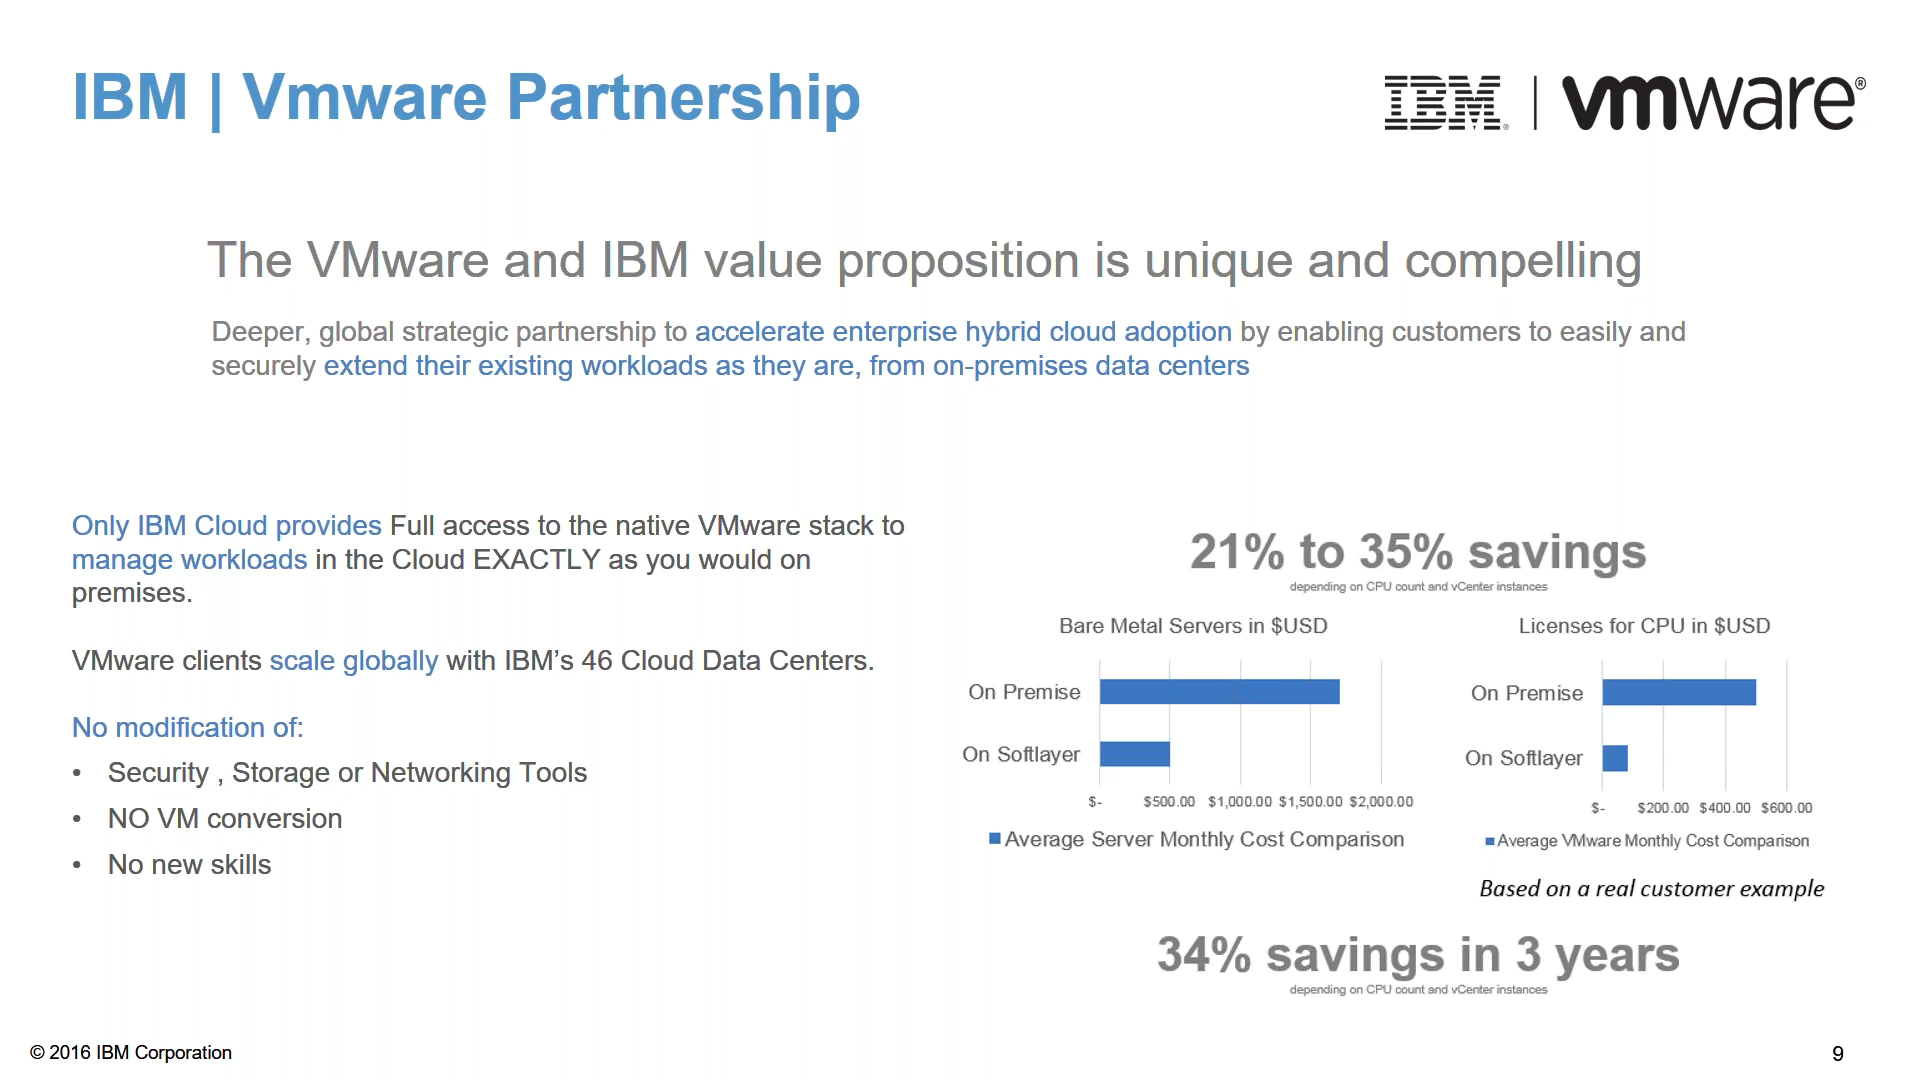 IBM | Vmware Partnership
IBM® | vmware®
The VMware and IBM value proposition is unique and compelling
Deeper, global strategic partnership to accelerate enterprise hybrid cloud adoption by enabling customers to easily and
securely extend their existing workloads as they are, from on-premises data centers
Only IBM Cloud provides Full access to the native VMware stack to
manage workloads in the Cloud EXACTLY as you would on
premises.
VMware clients scale globally with IBM’s 46 Cloud Data Centers.
No modification of:
• Security , Storage or Networking Tools
• NO VM conversion
• No new skills
21% to 35% savings
depending on CPU count and vCenter instances
Bare Metal Servers in $USD
On Premise
On Softlayer
$- $500.00 $1,000.00 $1,500.00 $2,000.00
Average Server Monthly Cost Comparison
Licenses for CPU in $USD
On Premise
On Softlayer
$- $200.00 $400.00 $600.00
Average VMware Monthly Cost Comparison
Based on a real customer example
34% savings in 3 years
depending on CPU count and vCenter instances
© 2016 IBM Corporation
9